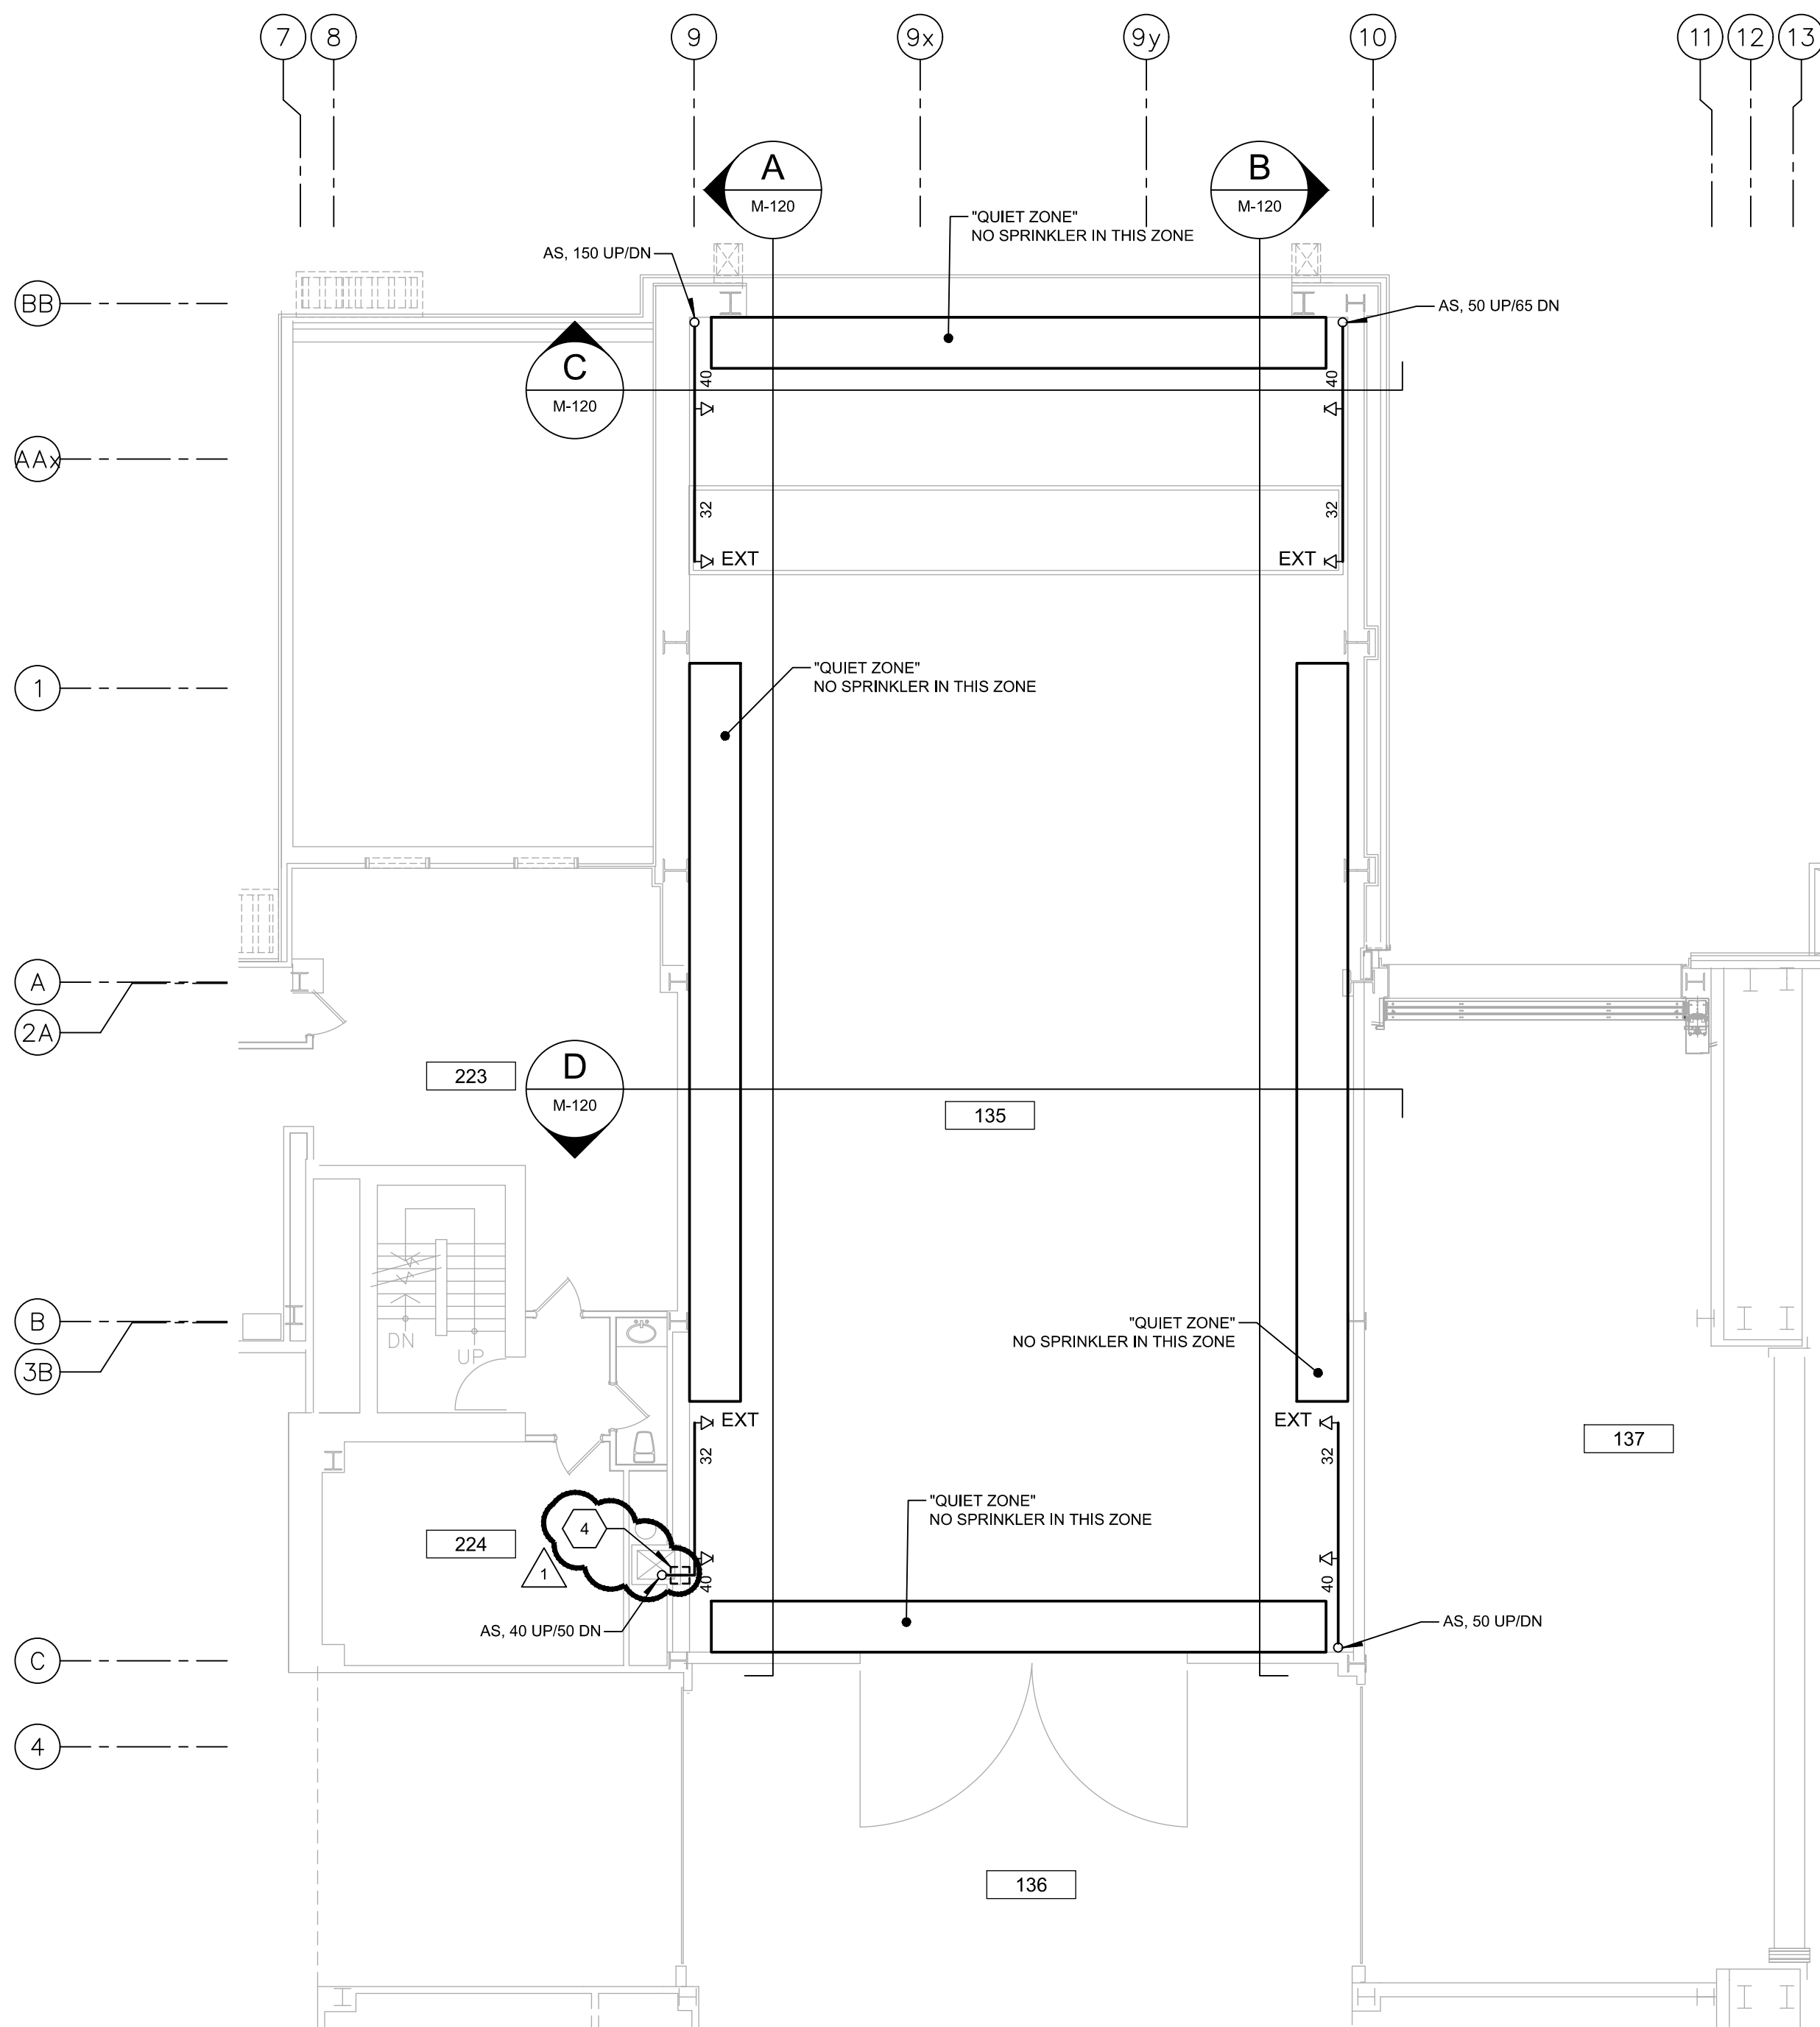 7 8 9 9x 9y 10 11 12 13
A
M-120
B
M-120
"QUIET ZONE"
NO SPRINKLER IN THIS ZONE
AS, 150 UP/DN
BB
AS, 50 UP/65 DN
C
M-120
40
40
AAx
32
32
EXT
EXT
1
"QUIET ZONE"
NO SPRINKLER IN THIS ZONE
A
2A
223
D
M-120
135
B
3B
DN
UP
"QUIET ZONE"
NO SPRINKLER IN THIS ZONE
EXT
EXT
32
32
137
"QUIET ZONE"
NO SPRINKLER IN THIS ZONE
4
224
1
40
40
AS, 40 UP/50 DN
AS, 50 UP/DN
C
4
136